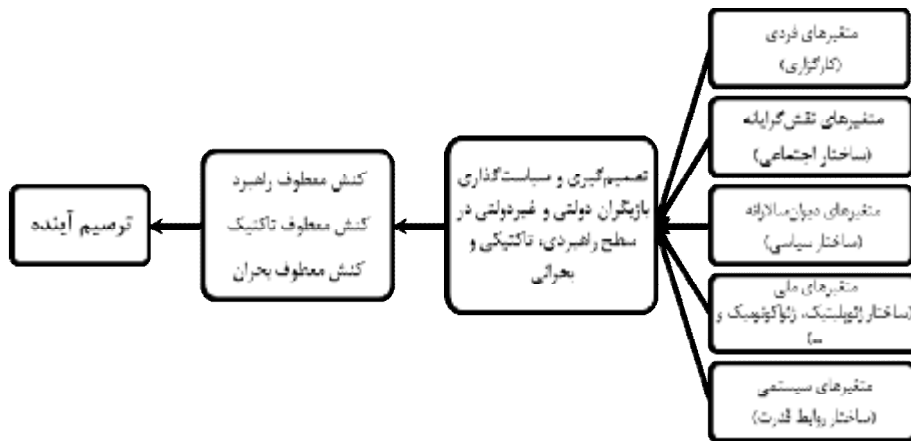 متغیرهای فردی
(کارگزاری)
متغیرهای نقش‌گرایانه
(ساختار اجتماعی)
متغیرهای دیوان‌سالارانه
(ساختار سیاسی)
متغیرهای ملی
(ساختار ژئوپلیتیک، ژئواکونومیک و
...)
متغیرهای سیستمی
(ساختار روابط قدرت)
تصمیم‌گیری و سیاست‌گذاری
بازیگران دولتی و غیردولتی در
سطح راهبردی، تاکتیکی و
بحرانی
کنش معطوف راهبرد
کنش معطوف تاکتیک
کنش معطوف بحران
ترسیم آینده